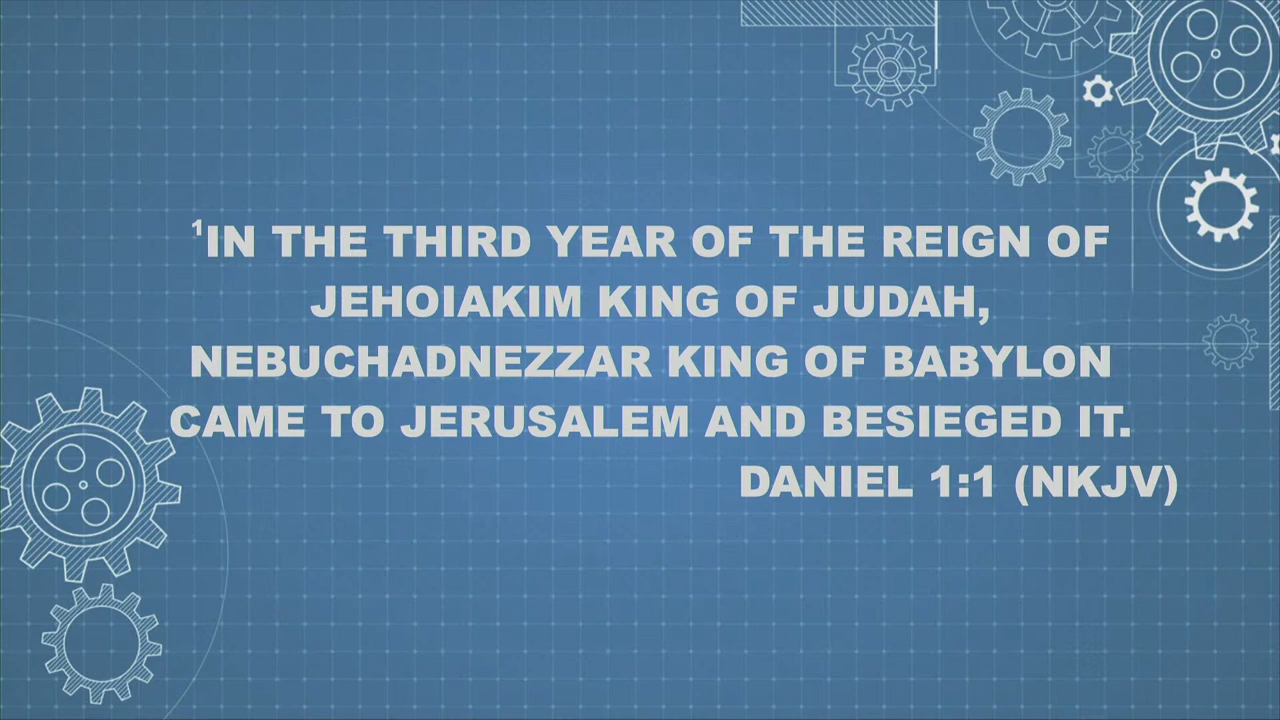 ¹IN THE THIRD YEAR OF THE REIGN OF
JEHOIAKIM KING OF JUDAH,
NEBUCHADNEZZAR KING OF BABYLON
CAME TO JERUSALEM AND BESIEGED IT.
DANIEL 1:1 (NKJV)